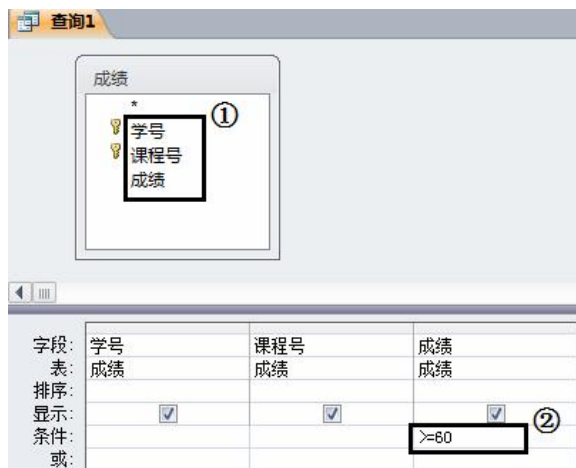 查询1
成绩
*
①
学号
课程号
成绩
字段: 学号 课程号 成绩
表: 成绩 成绩 成绩
排序:
显示:
②
条件: >=60
或: